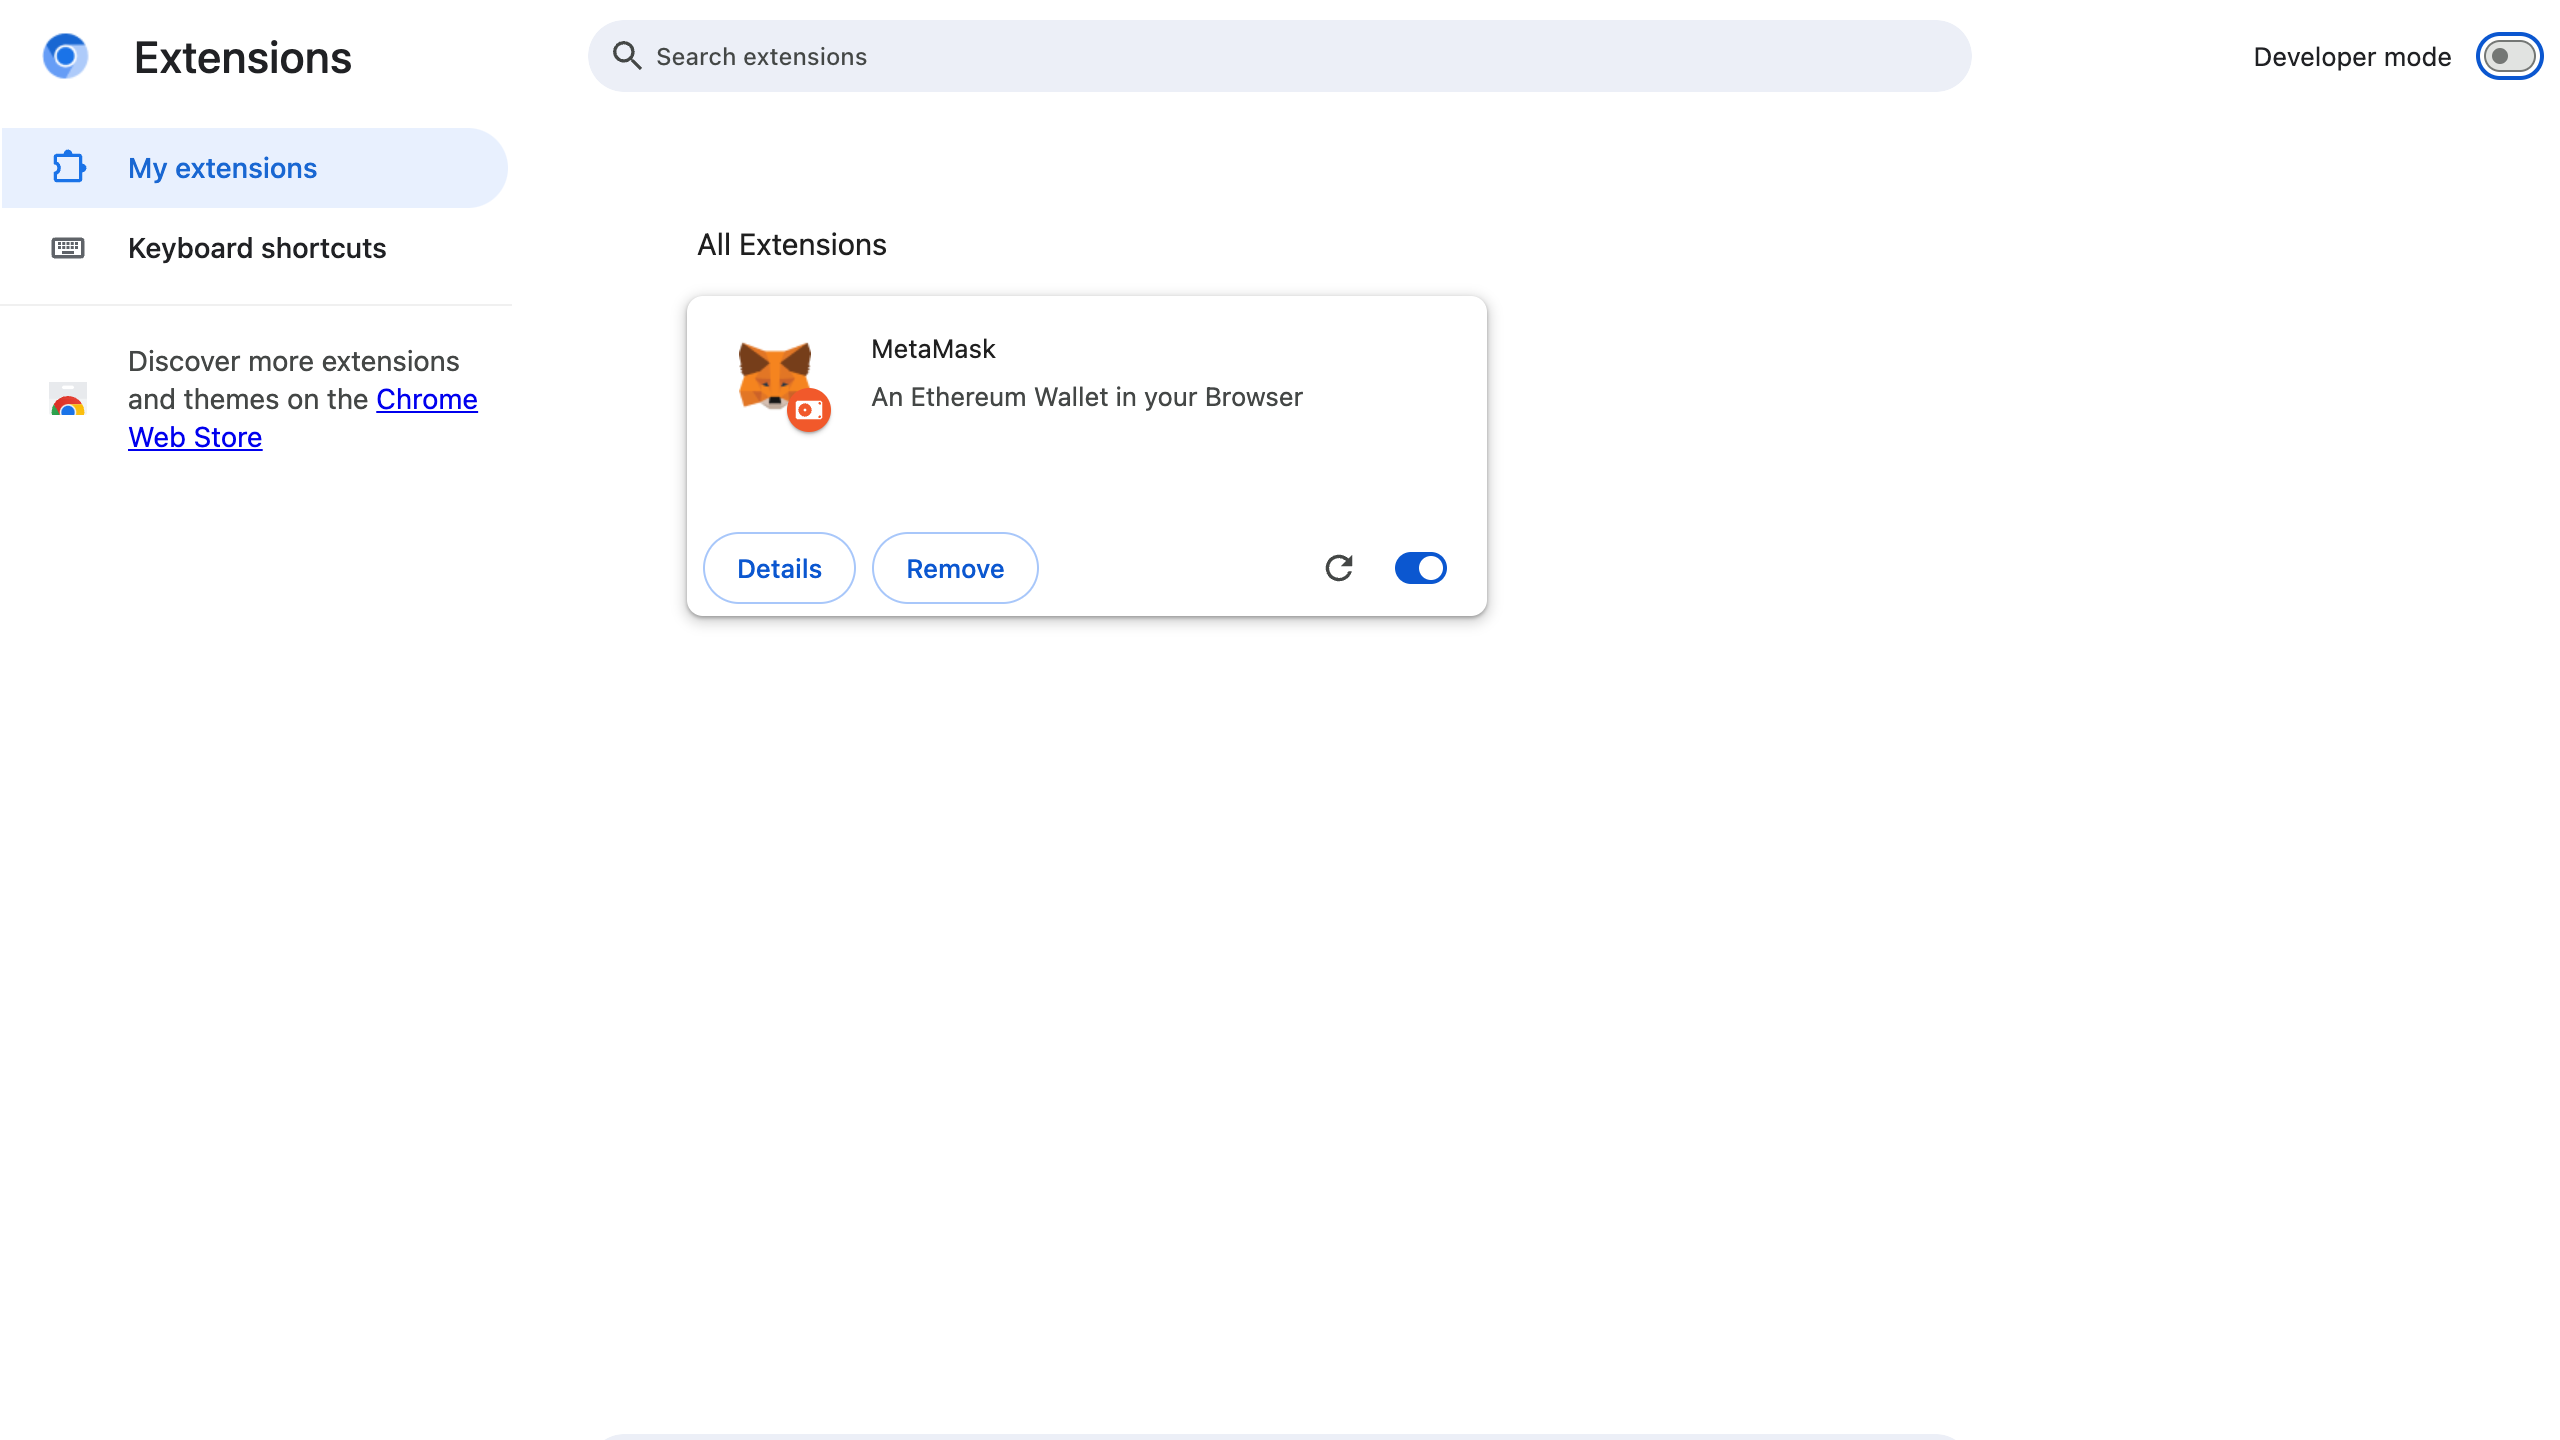 Extensions
Search extensions
Developer mode
My extensions
Keyboard shortcuts
Discover more extensions
and themes on the Chrome
Web Store
All Extensions
MetaMask
An Ethereum Wallet in your Browser
Details
Remove